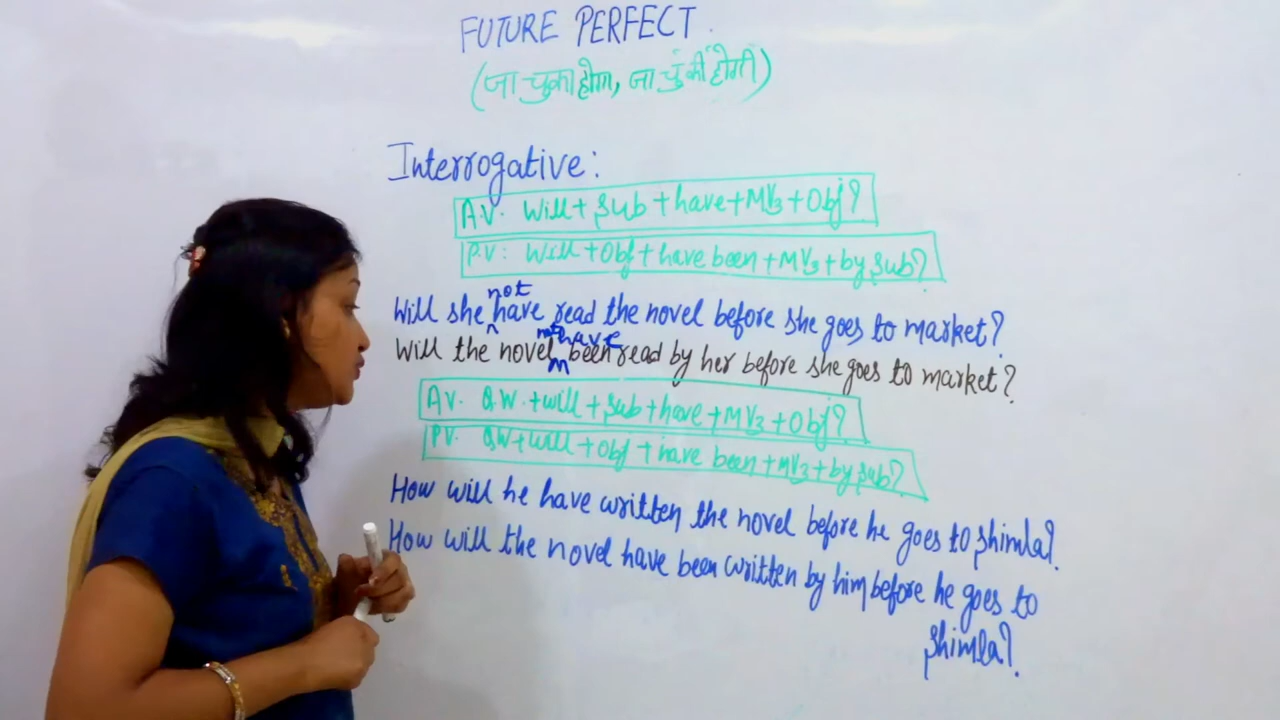 FUTURE PERFECT.
(जा चुका होगा, जा चुकी होगी)
Interrogative:
A.V. Will + Sub + have + MV3 + Obj?
P.V: Will + Obj + have been + MV3 + by Sub?
not
Will she ^ have read the novel before she goes to market?
not have
Will the novel ^ been read by her before she goes to market?
AV. Q.W. + will + Sub + have + MV3 + Obj?
PV. QW + will + Obj + have been + MV3 + by Sub?
How will he have written the novel before he goes to Shimla?
How will the novel have been written by him before he goes to
Shimla?